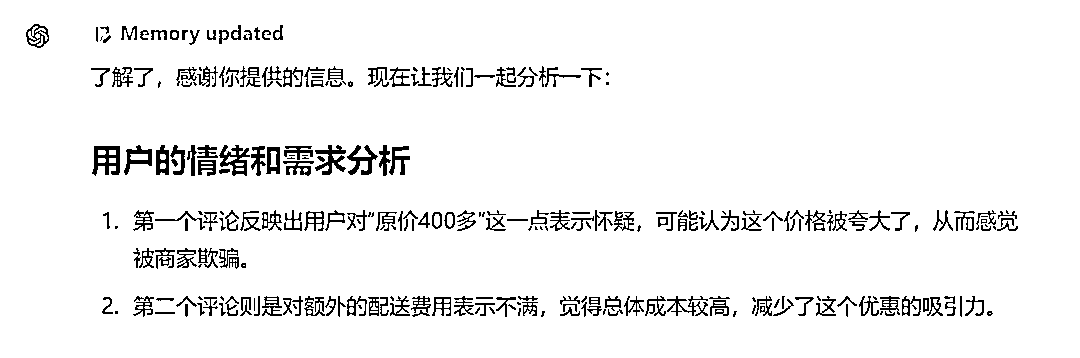 Memory updated
了解了，感谢你提供的信息。现在让我们一起分析一下：
用户的情绪和需求分析
1. 第一个评论反映出用户对“原价400多”这一点表示怀疑，可能认为这个价格被夸大了，从而感觉
被商家欺骗。
2. 第二个评论则是对额外的配送费用表示不满，觉得总体成本较高，减少了这个优惠的吸引力。